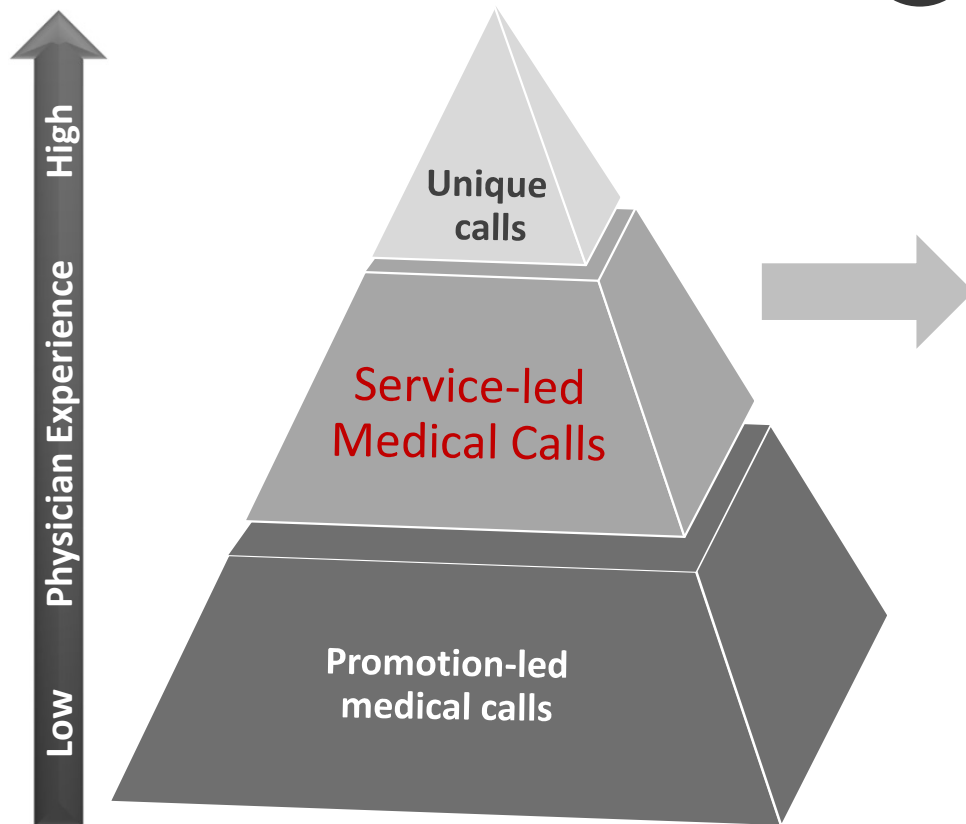 High
Physician Experience
Low
Unique
calls
Service-led
Medical Calls
Promotion-led
medical calls